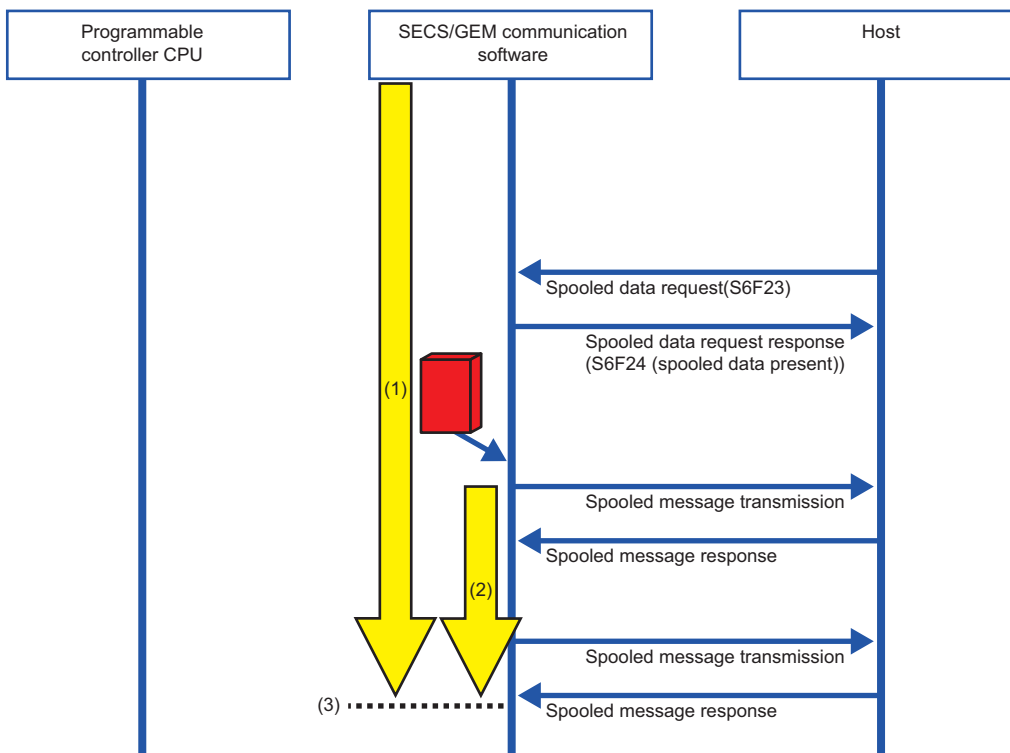 Programmable
controller CPU
SECS/GEM communication
software
Host
Spooled data request(S6F23)
Spooled data request response
(S6F24 (spooled data present))
(1)
Spooled message transmission
Spooled message response
(2)
Spooled message transmission
(3)
Spooled message response